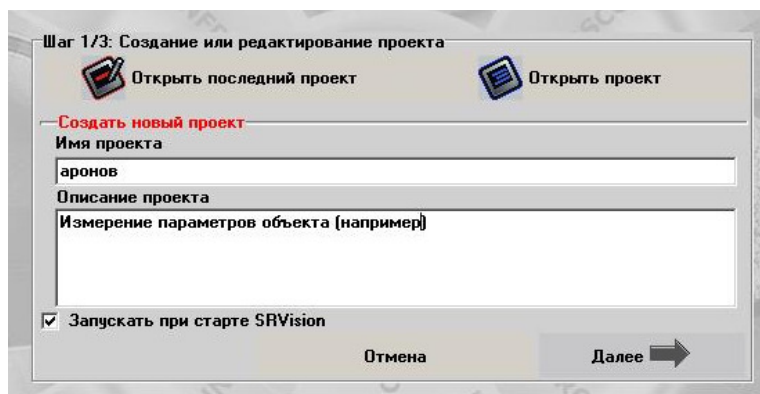 Шаг 1/3: Создание или редактирование проекта
Открыть последний проект
Открыть проект
Создать новый проект
Имя проекта
аронов
Описание проекта
Измерение параметров объекта (например)
Запускать при старте SRVision
Отмена
Далее